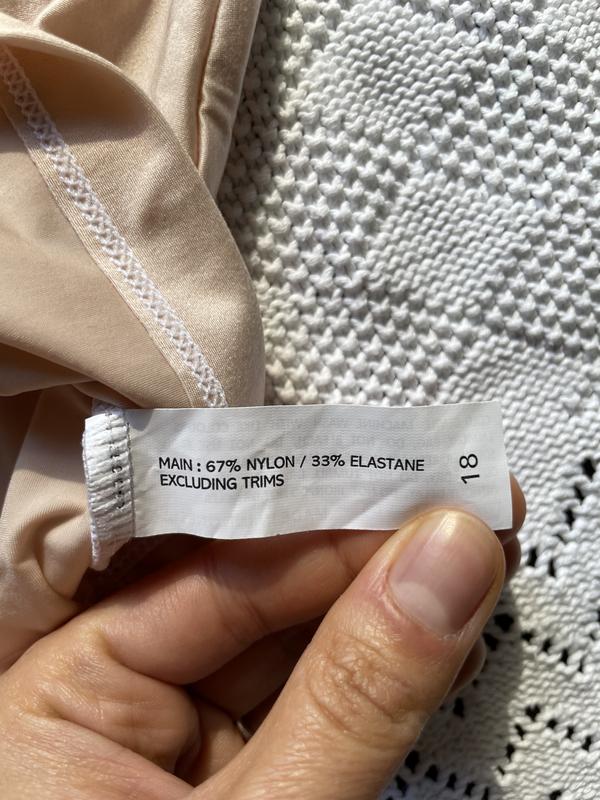 MAIN : 67% NYLON / 33% ELASTANE
EXCLUDING TRIMS
18